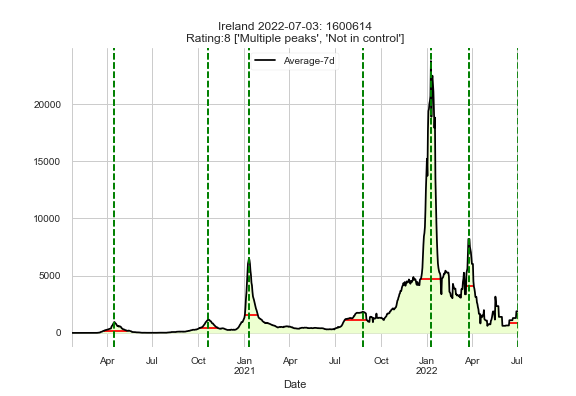 Ireland 2022-07-03: 1600614
Rating:8 ['Multiple peaks', 'Not in control']
Average-7d
20000
15000
10000
5000
0
Apr Jul Oct Jan Apr Jul Oct Jan Apr Jul
2021 2022
Date